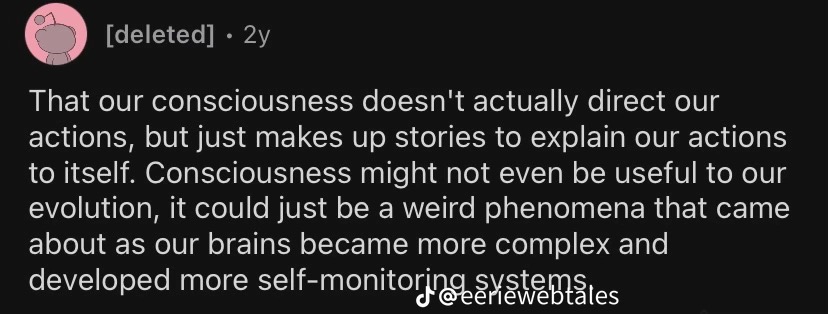 [deleted] • 2y
That our consciousness doesn't actually direct our
actions, but just makes up stories to explain our actions
to itself. Consciousness might not even be useful to our
evolution, it could just be a weird phenomena that came
about as our brains became more complex and
developed more self-monitoring systems.
@eeriewebtales